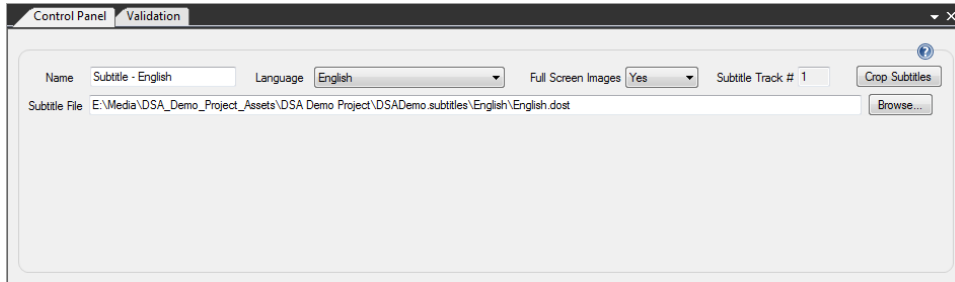 Control Panel Validation
Name Subtitle - English Language English Full Screen Images Yes Subtitle Track # 1 Crop Subtitles
Subtitle File E:\Media\DSA_Demo_Project_Assets\DSA Demo Project\DSADemo.subtitles\English\English.dost Browse...